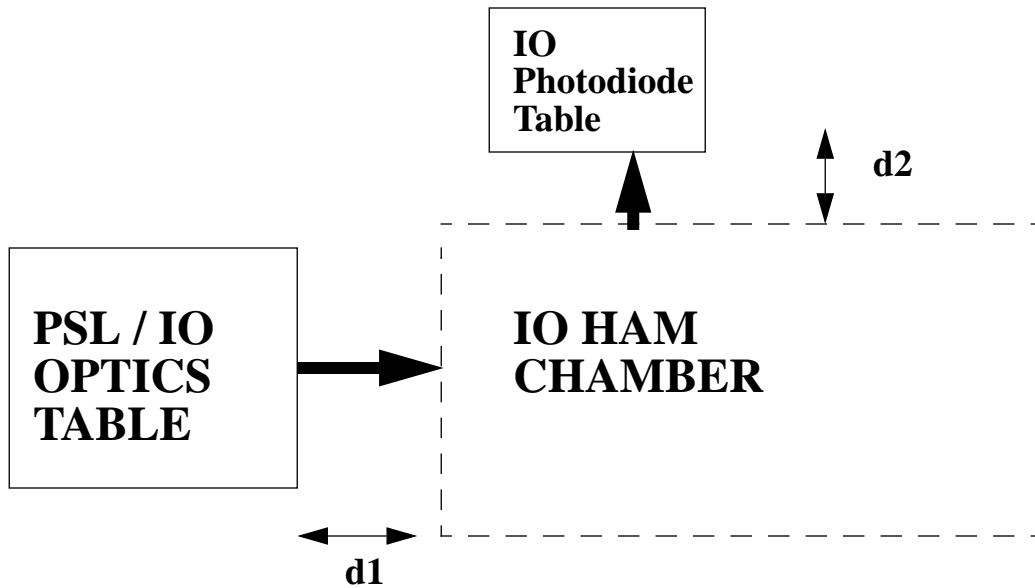 IO
Photodiode
Table
d2
PSL / IO
OPTICS
TABLE
IO HAM
CHAMBER
d1